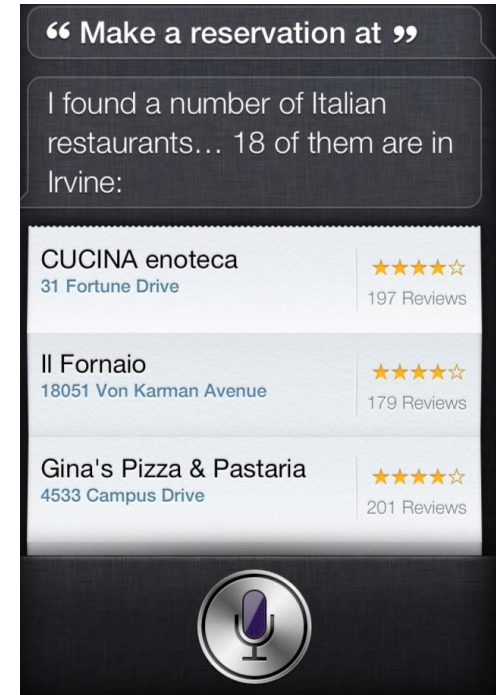 “ Make a reservation at ”
I found a number of Italian
restaurants... 18 of them are in
Irvine:
CUCINA enoteca
31 Fortune Drive
197 Reviews
Il Fornaio
18051 Von Karman Avenue
179 Reviews
Gina's Pizza & Pastaria
4533 Campus Drive
201 Reviews